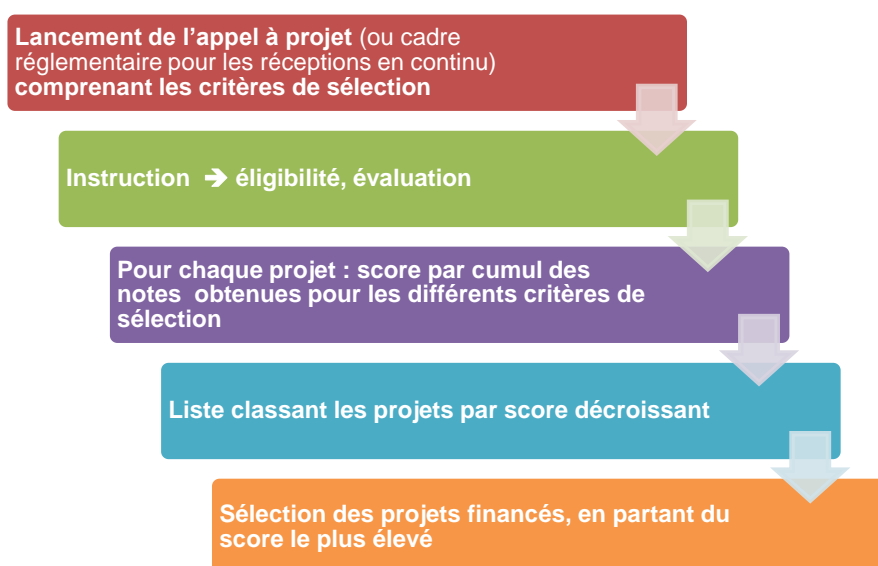 Lancement de l’appel à projet (ou cadre
réglementaire pour les réceptions en continu)
comprenant les critères de sélection
Instruction ➔ éligibilité, évaluation
Pour chaque projet : score par cumul des
notes obtenues pour les différents critères de
sélection
Liste classant les projets par score décroissant
Sélection des projets financés, en partant du
score le plus élevé